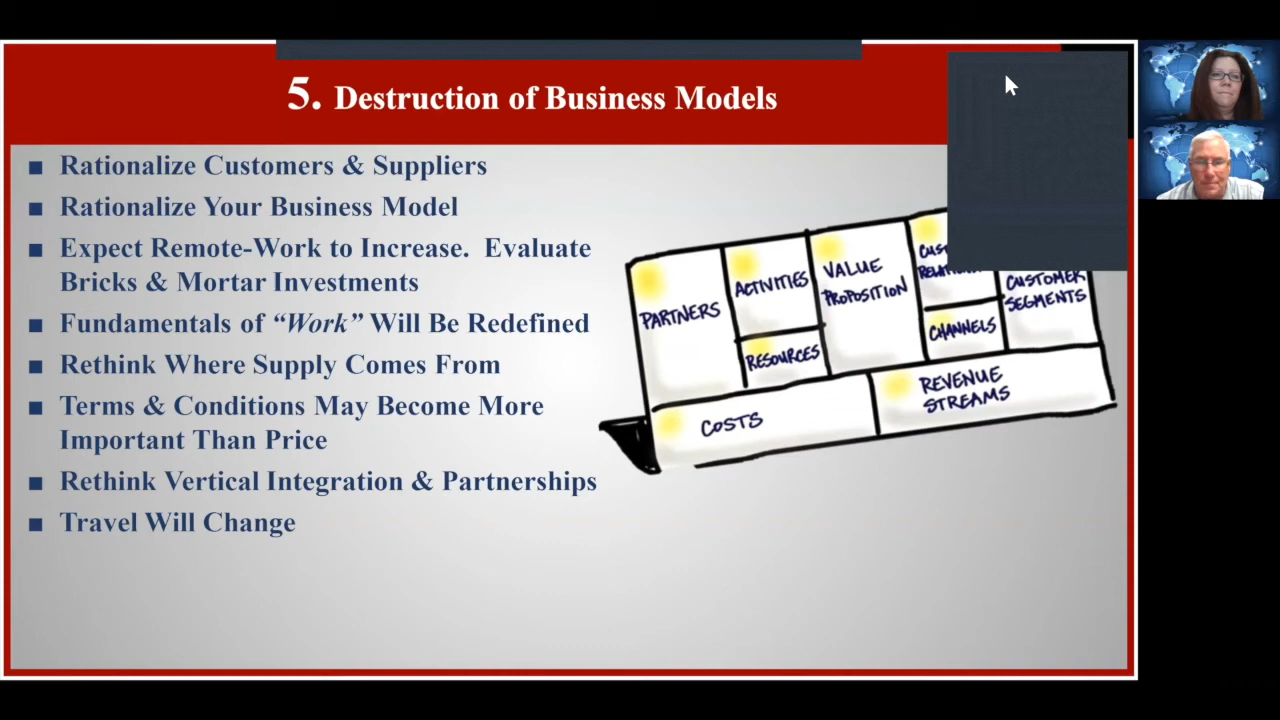 5. Destruction of Business Models
■ Rationalize Customers & Suppliers
■ Rationalize Your Business Model
■ Expect Remote-Work to Increase. Evaluate
Bricks & Mortar Investments
■ Fundamentals of “Work” Will Be Redefined
■ Rethink Where Supply Comes From
■ Terms & Conditions May Become More
Important Than Price
■ Rethink Vertical Integration & Partnerships
■ Travel Will Change
PARTNERS
ACTIVITIES
RESOURCES
VALUE
PROPOSITION
CHANNELS
CUSTOMER
SEGMENTS
COSTS
REVENUE
STREAMS